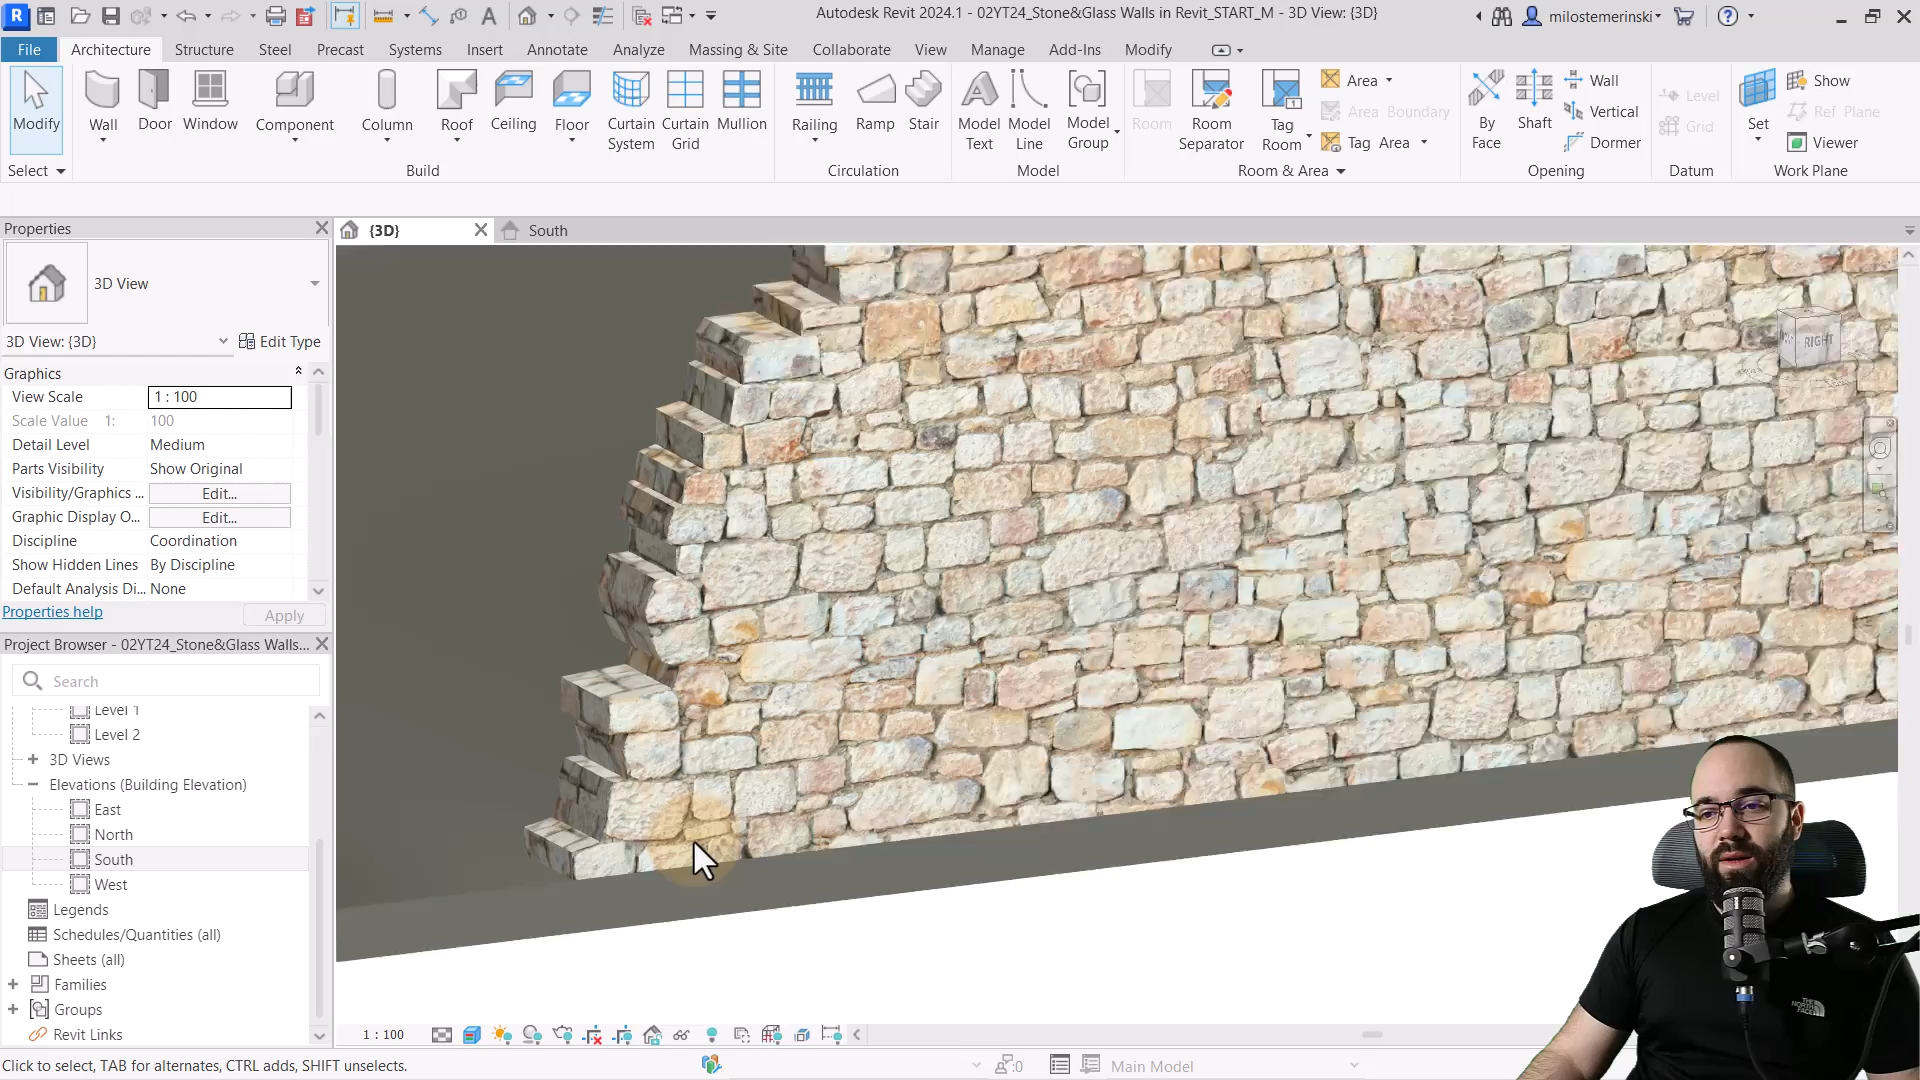 Autodesk Revit 2024.1 - 02YT24_Stone&Glass Walls in Revit_START_M - 3D View: {3D}
milostemerinski
File Architecture Structure Steel Precast Systems Insert Annotate Analyze Massing & Site Collaborate View Manage Add-Ins Modify
Modify
Wall
Door
Window
Component
Column
Roof
Ceiling
Floor
Curtain System
Curtain Grid
Mullion
Railing
Ramp
Stair
Model Text
Model Line
Model Group
Room
Room Separator
Tag Room
Area
Area Boundary
Tag Area
By Face
Shaft
Wall
Vertical
Dormer
Level
Grid
Set
Show
Ref Plane
Viewer
Select Build Circulation Model Room & Area Opening Datum Work Plane
Properties
{3D}
South
3D View
3D View: {3D}
Edit Type
Graphics
View Scale 1 : 100
Scale Value 1: 100
Detail Level Medium
Parts Visibility Show Original
Visibility/Graphics ... Edit...
Graphic Display O... Edit...
Discipline Coordination
Show Hidden Lines By Discipline
Default Analysis Di... None
Properties help
Apply
RIGHT
Project Browser - 02YT24_Stone&Glass Walls...
Search
Level 1
Level 2
3D Views
Elevations (Building Elevation)
East
North
South
West
Legends
Schedules/Quantities (all)
Sheets (all)
Families
Groups
Revit Links
1 : 100
Click to select, TAB for alternates, CTRL adds, SHIFT unselects.
:0
Main Model
THE NORTH FACE